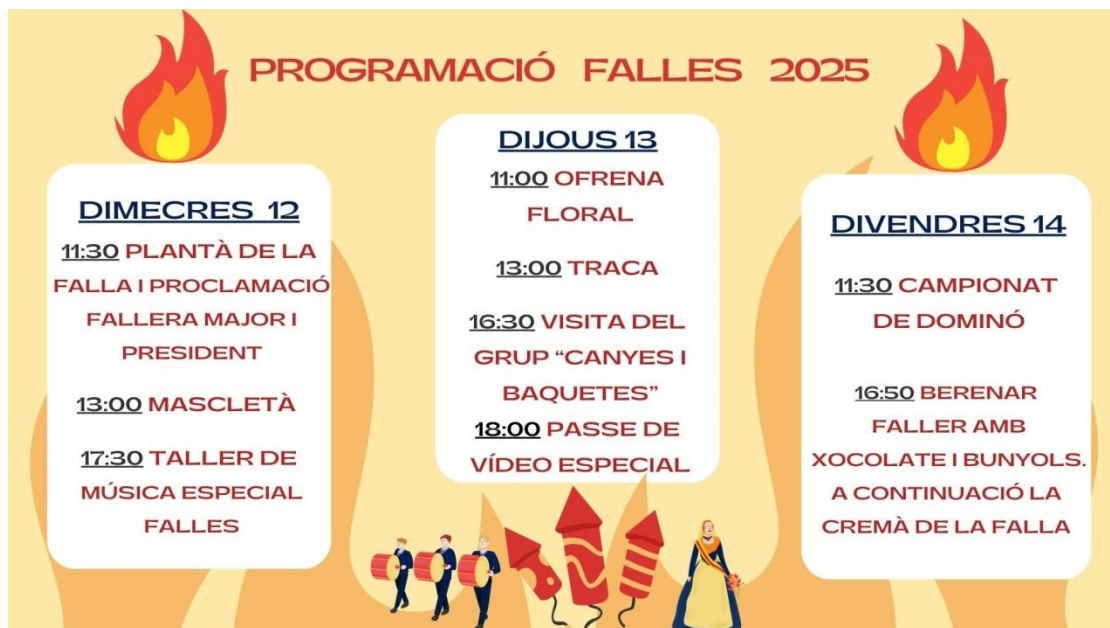 PROGRAMACIÓ FALLES 2025
DIMECRES 12
11:30 PLANTÀ DE LA
FALLA I PROCLAMACIÓ
FALLERA MAJOR I
PRESIDENT
13:00 MASCLETÀ
17:30 TALLER DE
MÚSICA ESPECIAL
FALLES
DIJOUS 13
11:00 OFRENA
FLORAL
13:00 TRACA
16:30 VISITA DEL
GRUP “CANYES I
BAQUETES”
18:00 PASSE DE
VÍDEO ESPECIAL
DIVENDRES 14
11:30 CAMPIONAT
DE DOMINÓ
16:50 BERENAR
FALLER AMB
XOCOLATE I BUNYOLS.
A CONTINUACIÓ LA
CREMÀ DE LA FALLA